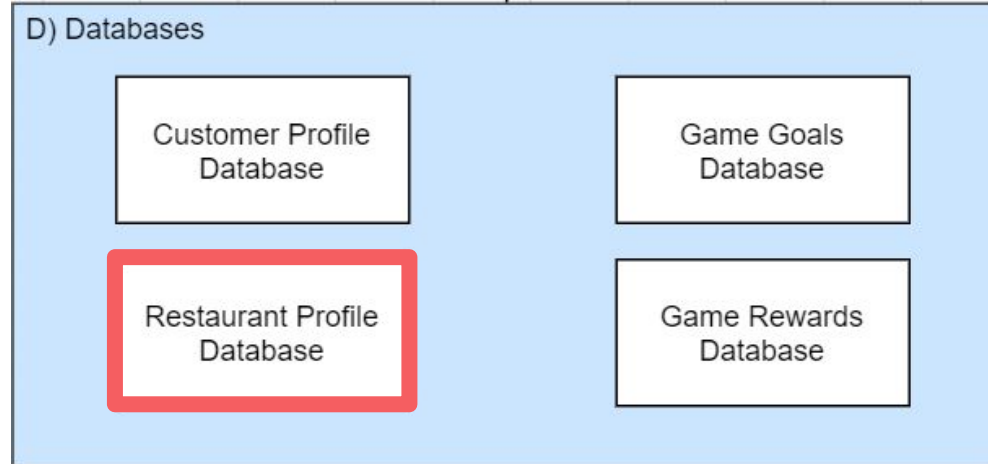 D) Databases
Customer Profile
Database
Game Goals
Database
Restaurant Profile
Database
Game Rewards
Database